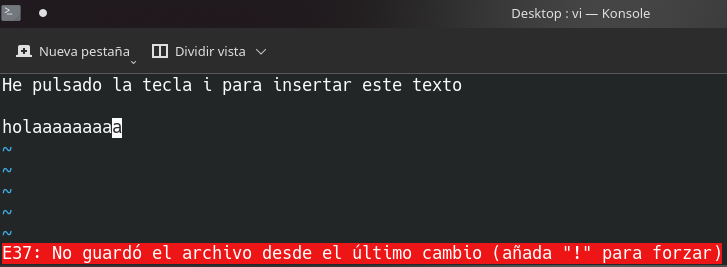 Desktop : vi — Konsole
Nueva pestaña Dividir vista
He pulsado la tecla i para insertar este texto
holaaaaaaaaa
~
~
~
~
~
E37: No guardó el archivo desde el último cambio (añada "!" para forzar)